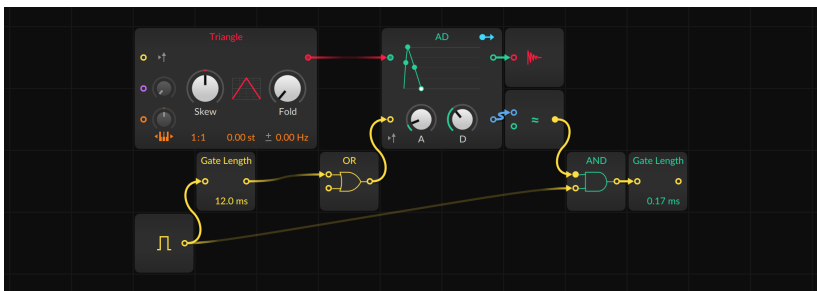 Triangle
AD
Skew
Fold
A
D
1:1 0.00 st ± 0.00 Hz
Gate Length
OR
AND
Gate Length
12.0 ms
0.17 ms